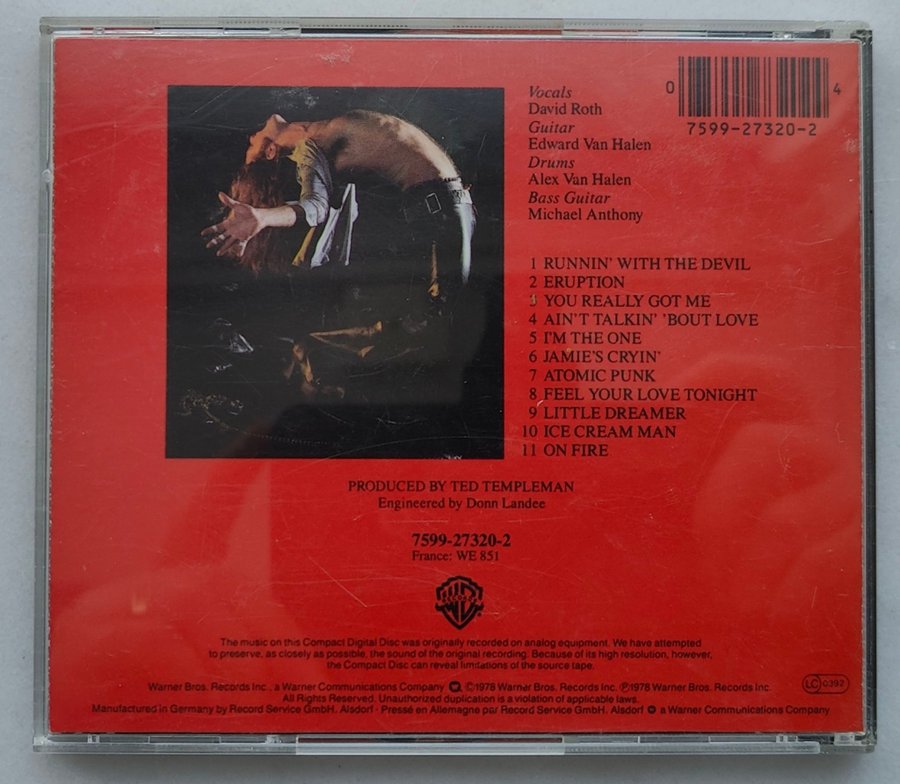 Vocals
David Roth
Guitar
Edward Van Halen
Drums
Alex Van Halen
Bass Guitar
Michael Anthony
0 4
7599-27320-2
1 RUNNIN' WITH THE DEVIL
2 ERUPTION
3 YOU REALLY GOT ME
4 AIN'T TALKIN' 'BOUT LOVE
5 I'M THE ONE
6 JAMIE'S CRYIN'
7 ATOMIC PUNK
8 FEEL YOUR LOVE TONIGHT
9 LITTLE DREAMER
10 ICE CREAM MAN
11 ON FIRE
PRODUCED BY TED TEMPLEMAN
Engineered by Donn Landee
7599-27320-2
France: WE 851
WB
RECORDS
The music on this Compact Digital Disc was originally recorded on analog equipment. We have attempted
to preserve, as closely as possible, the sound of the original recording. Because of its high resolution, however,
the Compact Disc can reveal limitations of the source tape.
LC 0392
Warner Bros. Records Inc., a Warner Communications Company ©1978 Warner Bros. Records Inc. ℗1978 Warner Bros. Records Inc.
All Rights Reserved. Unauthorized duplication is a violation of applicable laws.
Manufactured in Germany by Record Service GmbH, Alsdorf · Pressé en Allemagne par Record Service GmbH. Alsdorf a Warner Communications Company